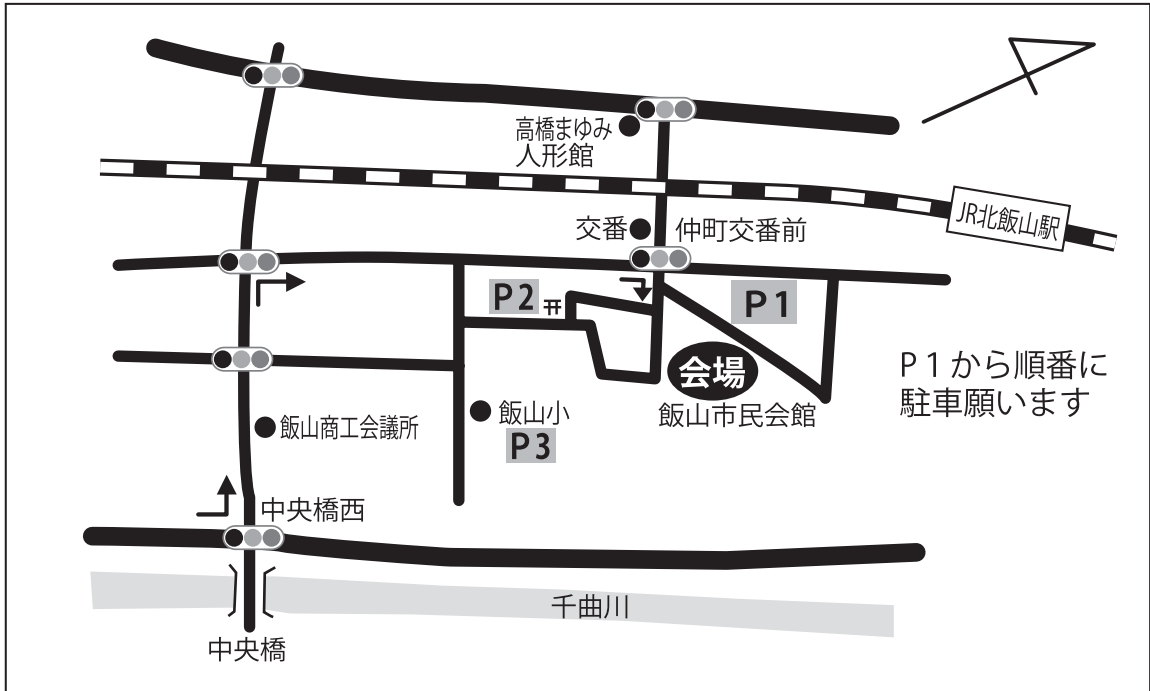 高橋まゆみ
人形館
JR北飯山駅
交番
仲町交番前
P2
P1
会場
飯山市民会館
P1から順番に
駐車願います
飯山小
P3
飯山商工会議所
中央橋西
千曲川
中央橋